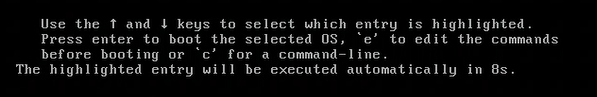 Use the ↑ and ↓ keys to select which entry is highlighted.
Press enter to boot the selected OS, `e' to edit the commands
before booting or `c' for a command-line.
The highlighted entry will be executed automatically in 8s.